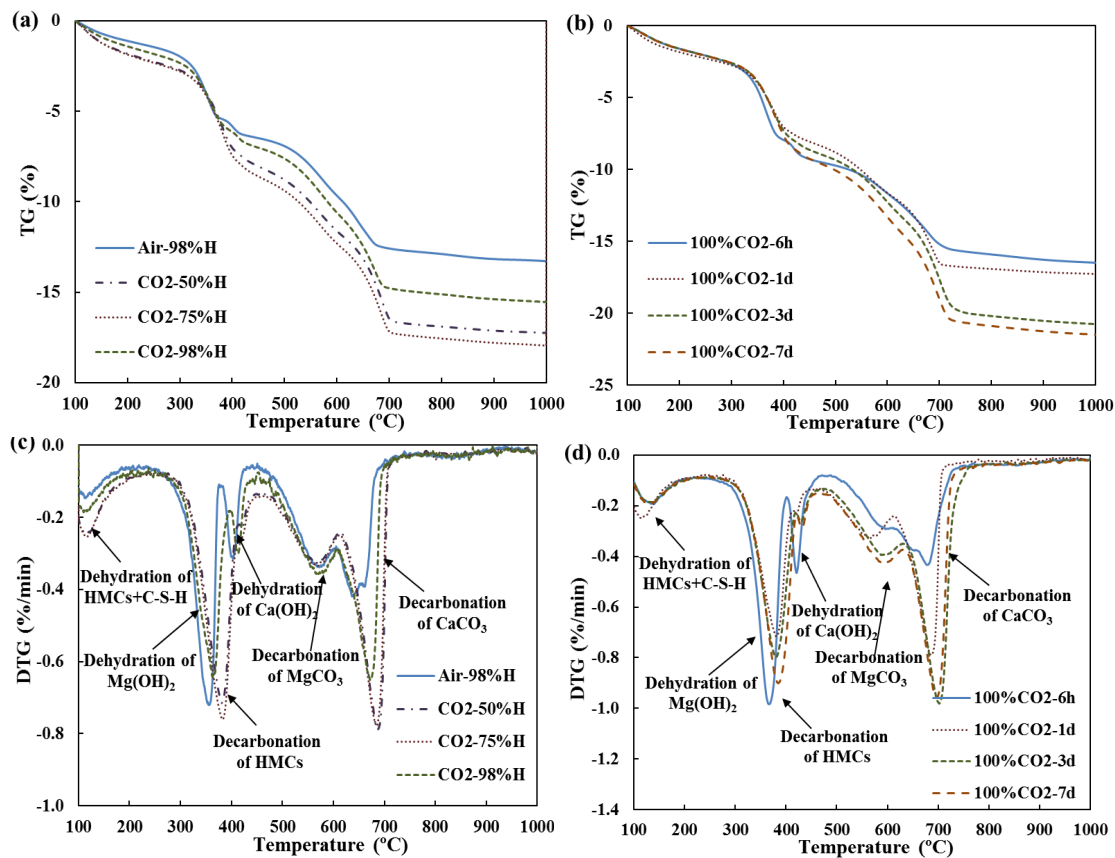 (a)
0
-5
-10
-15
-20
TG (%)
Air-98%H
CO2-50%H
CO2-75%H
CO2-98%H
100 200 300 400 500 600 700 800 900 1000
Temperature (ºC)
(b)
0
-5
-10
-15
-20
-25
TG (%)
100%CO2-6h
100%CO2-1d
100%CO2-3d
100%CO2-7d
100 200 300 400 500 600 700 800 900 1000
Temperature (ºC)
(c)
0.0
-0.2
-0.4
-0.6
-0.8
-1.0
DTG (%/min)
Dehydration of
HMCs+C-S-H
Dehydration of
Mg(OH)2
Dehydration
of Ca(OH)2
Decarbonation
of MgCO3
Decarbonation
of CaCO3
Decarbonation
of HMCs
Air-98%H
CO2-50%H
CO2-75%H
CO2-98%H
100 200 300 400 500 600 700 800 900 1000
Temperature (ºC)
(d)
0.0
-0.2
-0.4
-0.6
-0.8
-1.0
-1.2
-1.4
DTG (%/min)
Dehydration of
HMCs+C-S-H
Dehydration of
Mg(OH)2
Dehydration
of Ca(OH)2
Decarbonation
of MgCO3
Decarbonation
of CaCO3
Decarbonation
of HMCs
100%CO2-6h
100%CO2-1d
100%CO2-3d
100%CO2-7d
100 200 300 400 500 600 700 800 900 1000
Temperature (ºC)